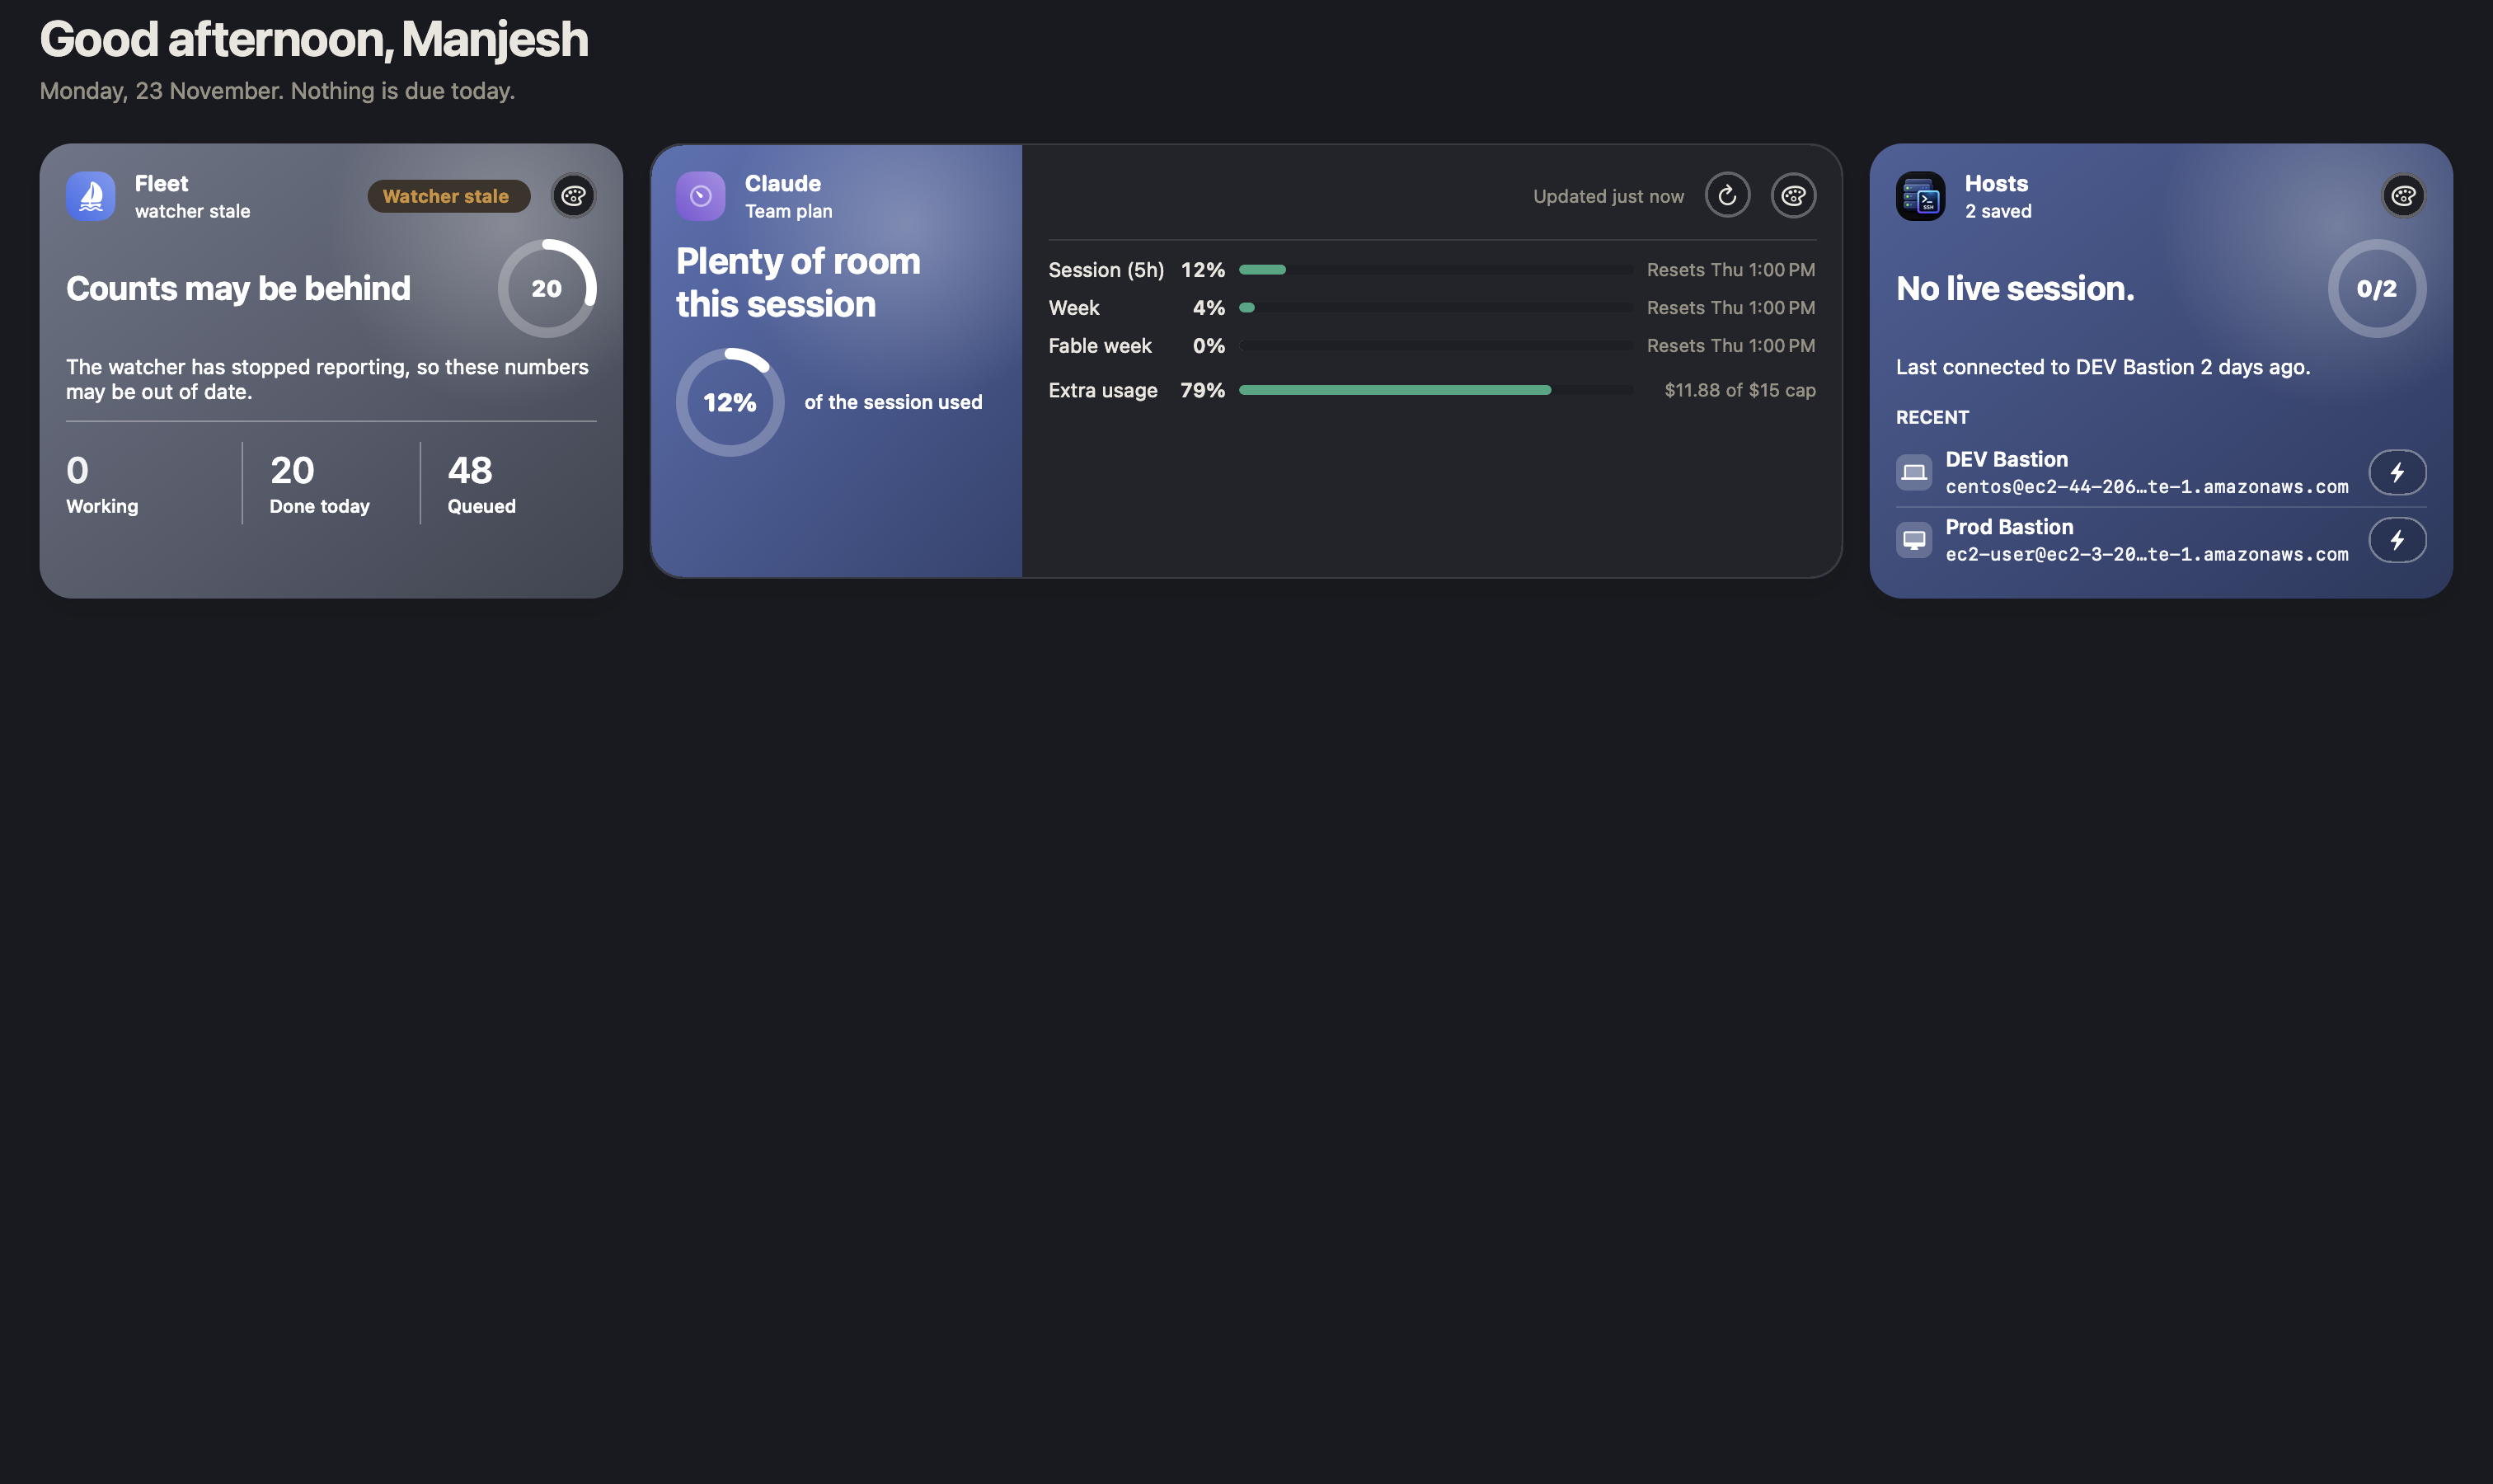 Good afternoon, Manjesh
Monday, 23 November. Nothing is due today.
Fleet
watcher stale
Watcher stale
Counts may be behind
20
The watcher has stopped reporting, so these numbers
may be out of date.
0
Working
20
Done today
48
Queued
Claude
Team plan
Plenty of room
this session
12%
of the session used
Updated just now
Session (5h) 12% Resets Thu 1:00 PM
Week 4% Resets Thu 1:00 PM
Fable week 0% Resets Thu 1:00 PM
Extra usage 79% $11.88 of $15 cap
Hosts
2 saved
No live session.
0/2
Last connected to DEV Bastion 2 days ago.
RECENT
DEV Bastion
centos@ec2-44-206…te-1.amazonaws.com
Prod Bastion
ec2-user@ec2-3-20…te-1.amazonaws.com
SSH